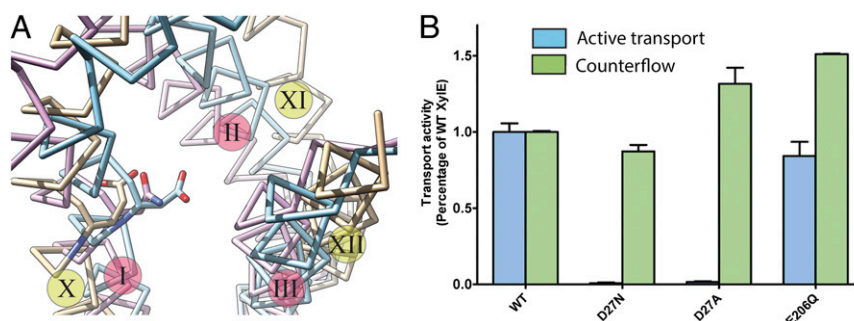 A
XI
II
XII
X
I
III
B
Active transport
Counterflow
Transport activity
(Percentage of WT XylE)
1.5
1.0
0.5
0.0
WT
D27N
D27A
E206Q